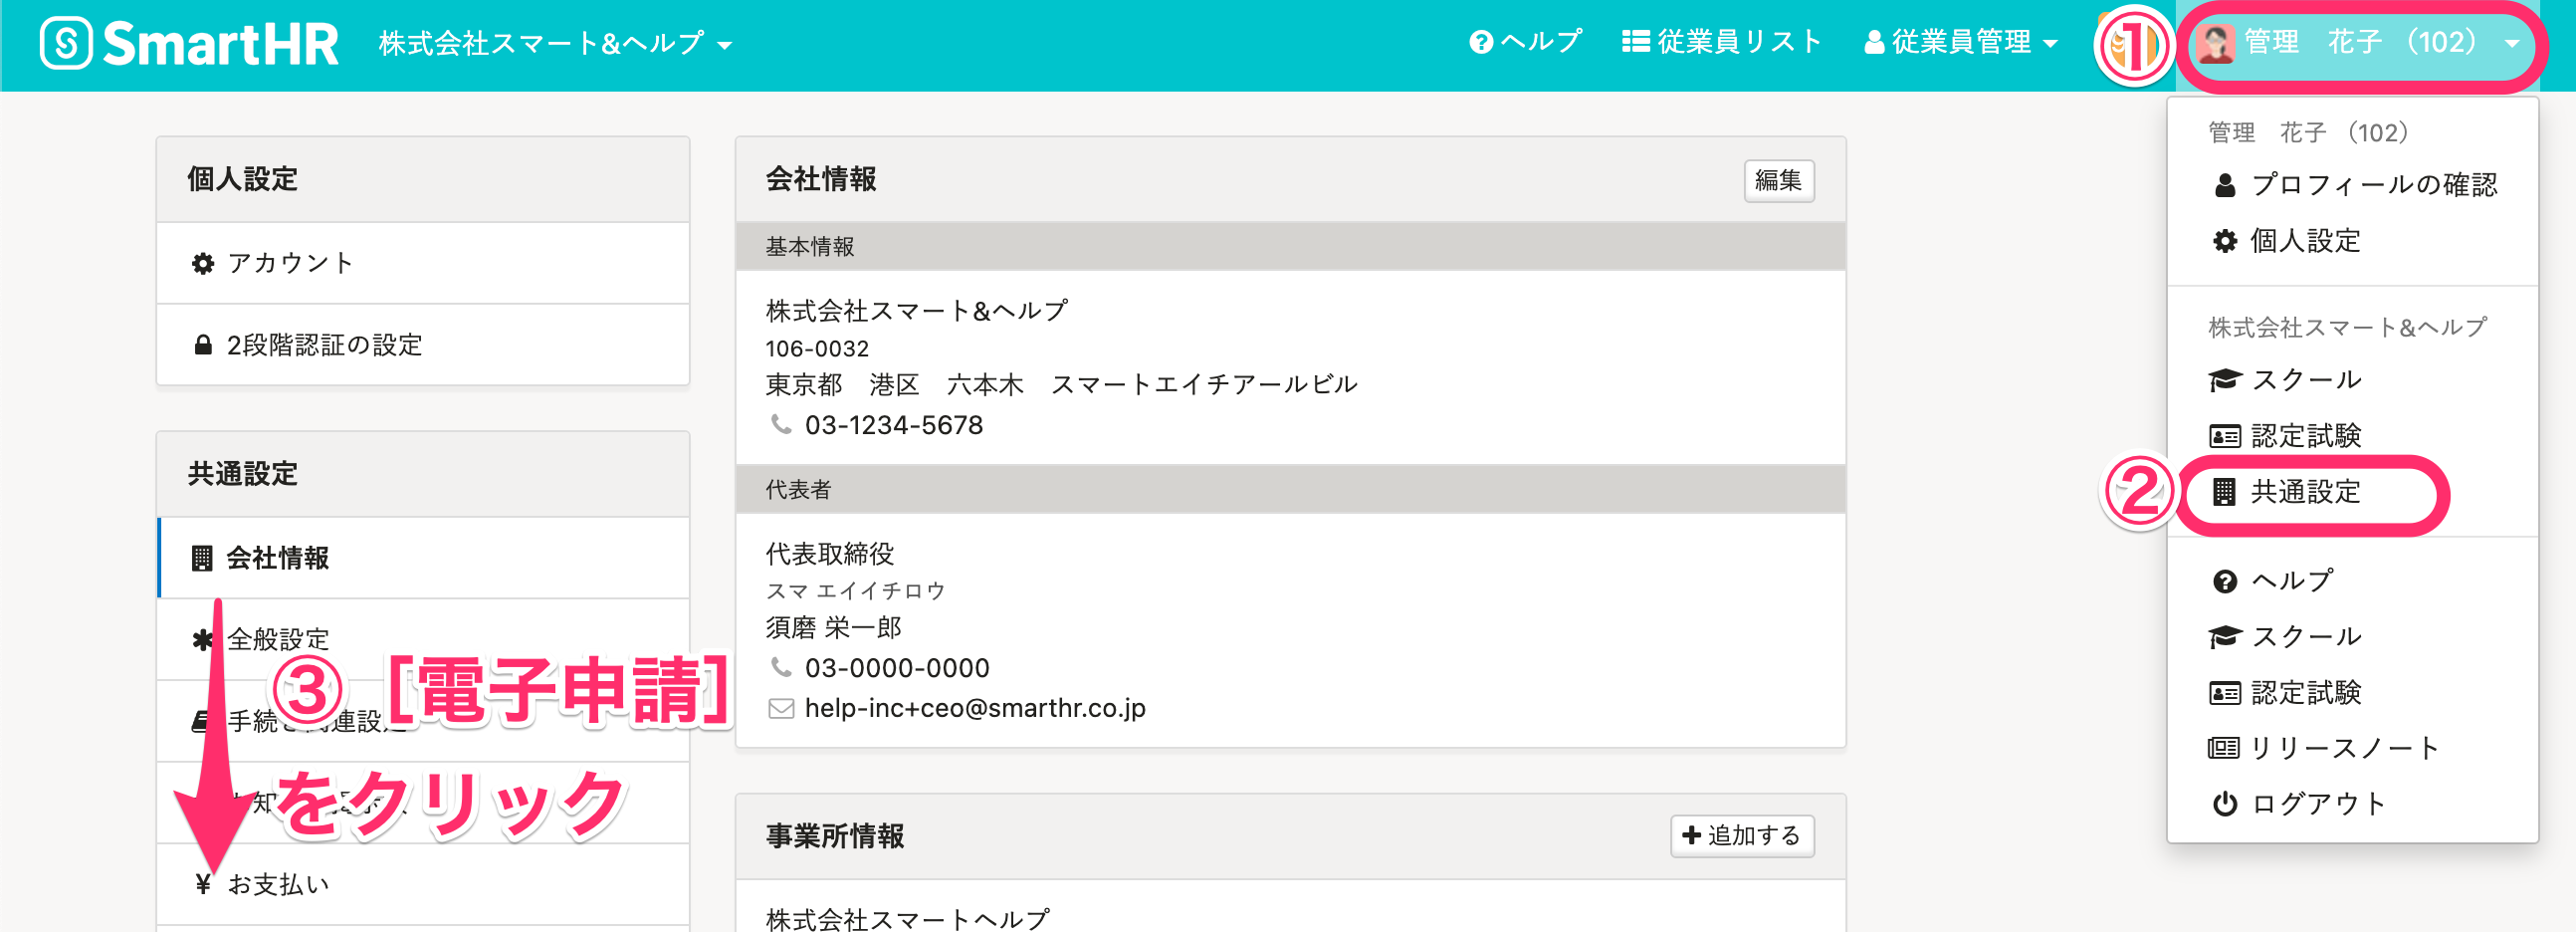 SmartHR 株式会社スマート&ヘルプ ヘルプ 従業員リスト 従業員管理 ① 管理 花子 (102)
個人設定
アカウント
2段階認証の設定
共通設定
会社情報
全般設定
手続き関連設定
③ [電子申請]
をクリック
¥ お支払い
会社情報 編集
基本情報
株式会社スマート&ヘルプ
106-0032
東京都 港区 六本木 スマートエイチアールビル
03-1234-5678
代表者
代表取締役
スマ エイイチロウ
須磨 栄一郎
03-0000-0000
help-inc+ceo@smarthr.co.jp
事業所情報 追加する
株式会社スマートヘルプ
管理 花子 (102)
プロフィールの確認
個人設定
株式会社スマート&ヘルプ
スクール
認定試験
② 共通設定
ヘルプ
スクール
認定試験
リリースノート
ログアウト